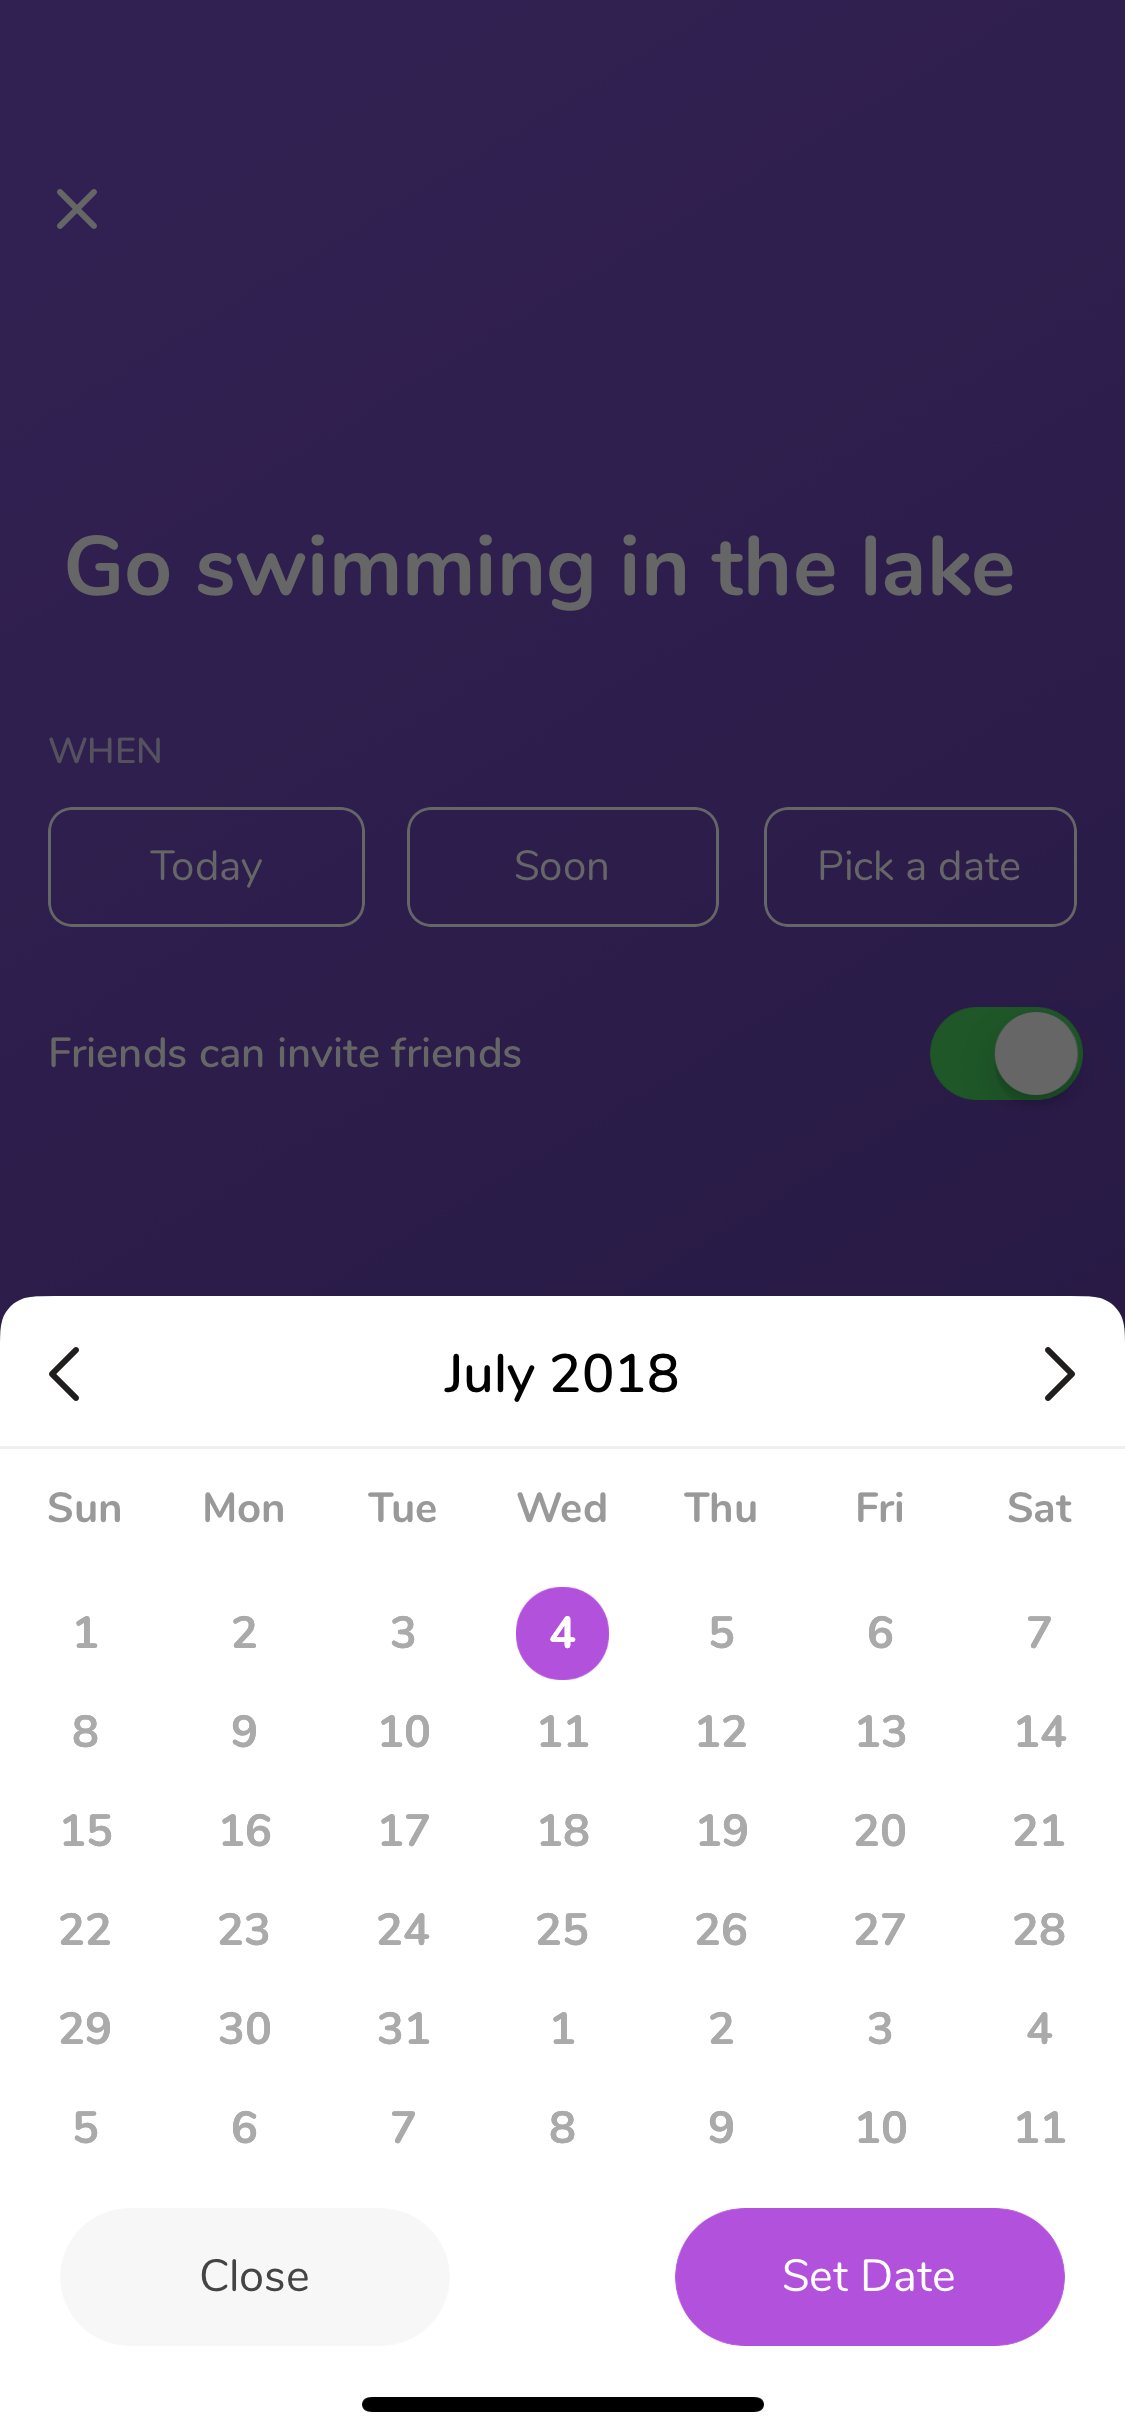 Go swimming in the lake
WHEN
Today Soon Pick a date
Friends can invite friends
July 2018
Sun Mon Tue Wed Thu Fri Sat
1 2 3 4 5 6 7
8 9 10 11 12 13 14
15 16 17 18 19 20 21
22 23 24 25 26 27 28
29 30 31 1 2 3 4
5 6 7 8 9 10 11
Close Set Date